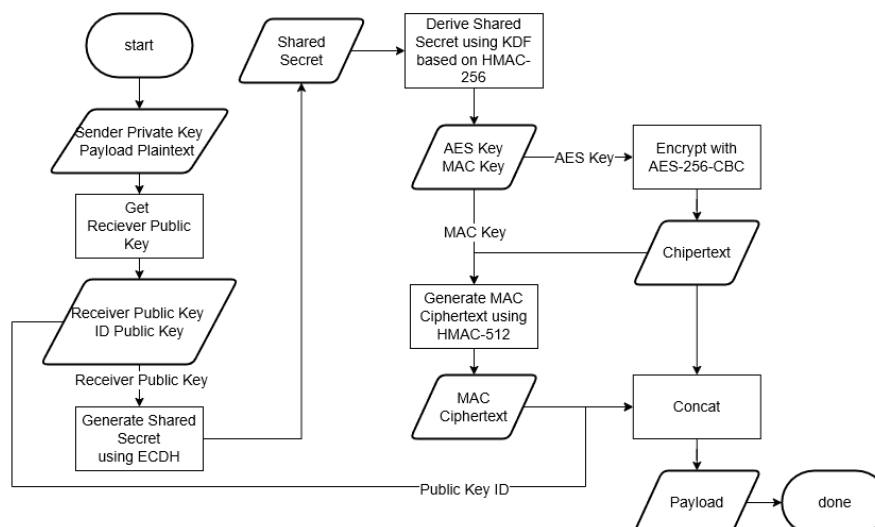 start
Sender Private Key
Payload Plaintext
Get
Reciever Public
Key
Receiver Public Key
ID Public Key
Receiver Public Key
Generate Shared
Secret
using ECDH
Shared
Secret
Derive Shared
Secret using KDF
based on HMAC-
256
AES Key
MAC Key
AES Key
Encrypt with
AES-256-CBC
MAC Key
Chipertext
Generate MAC
Ciphertext using
HMAC-512
MAC
Ciphertext
Concat
Public Key ID
Payload
done